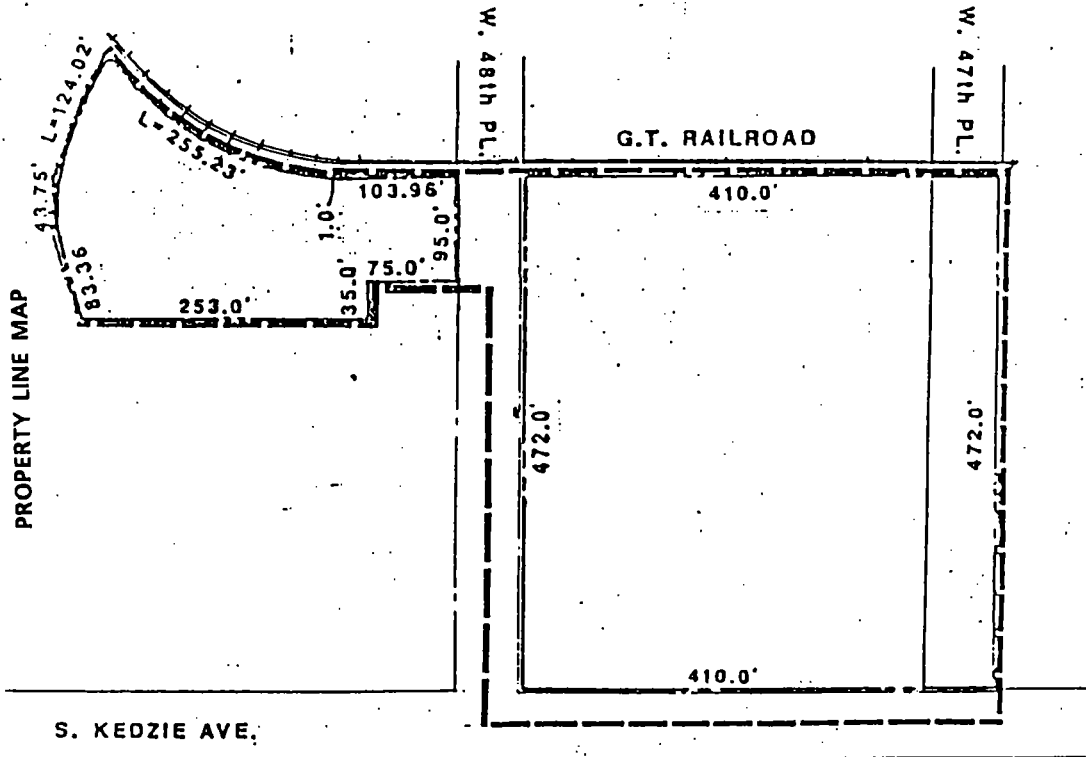 W. 48th PL.
W. 47th PL.
G.T. RAILROAD
L=124.02'
L=255.23'
43.75'
83.36
103.96'
1.0'
95.0'
75.0'
35.0'
253.0'
410.0'
472.0'
472.0'
410.0'
PROPERTY LINE MAP
S. KEDZIE AVE.